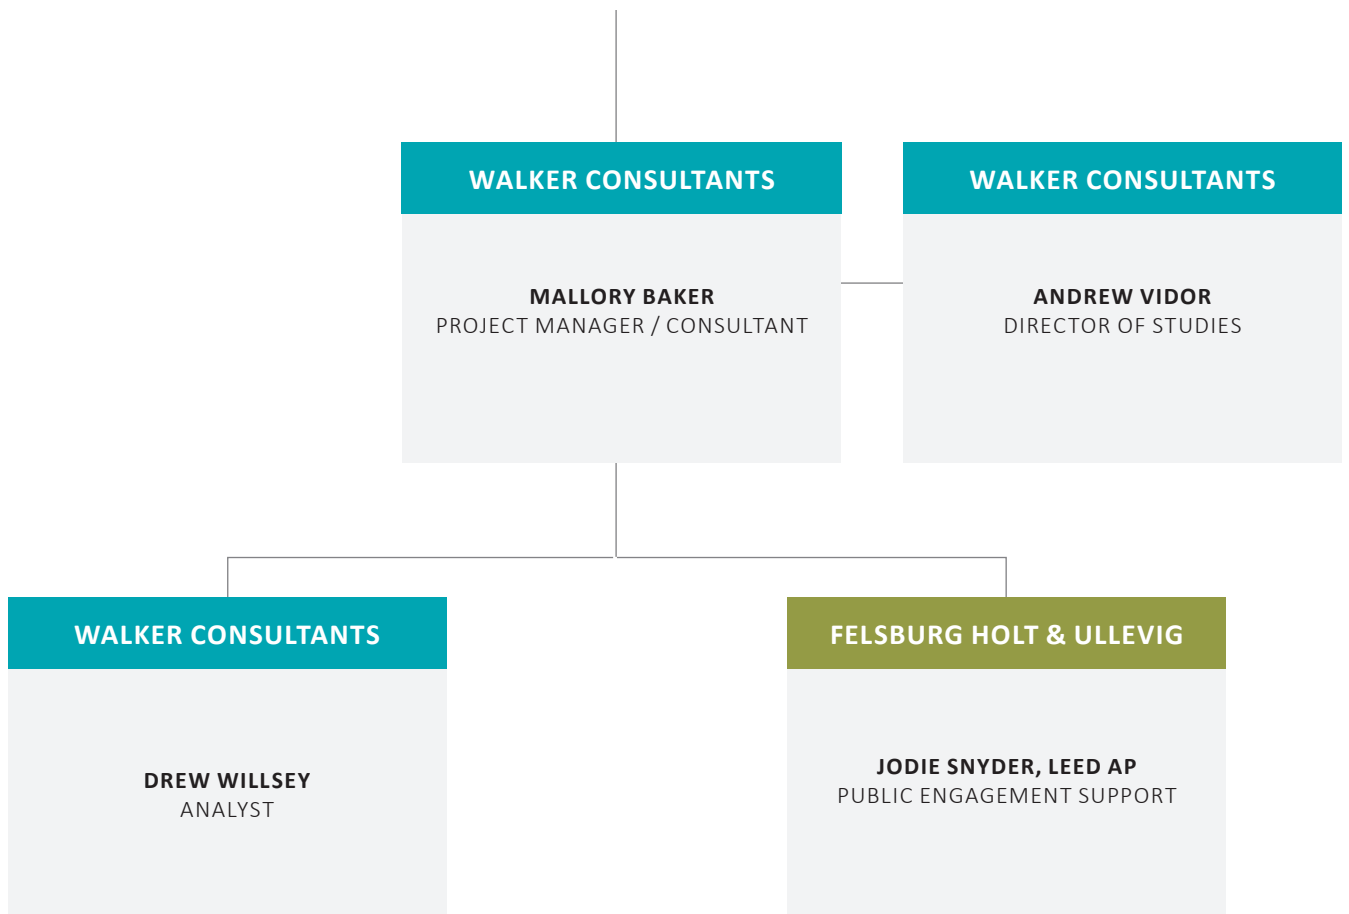 WALKER CONSULTANTS
MALLORY BAKER
PROJECT MANAGER / CONSULTANT
WALKER CONSULTANTS
ANDREW VIDOR
DIRECTOR OF STUDIES
WALKER CONSULTANTS
DREW WILLSEY
ANALYST
FELSBURG HOLT & ULLEVIG
JODIE SNYDER, LEED AP
PUBLIC ENGAGEMENT SUPPORT